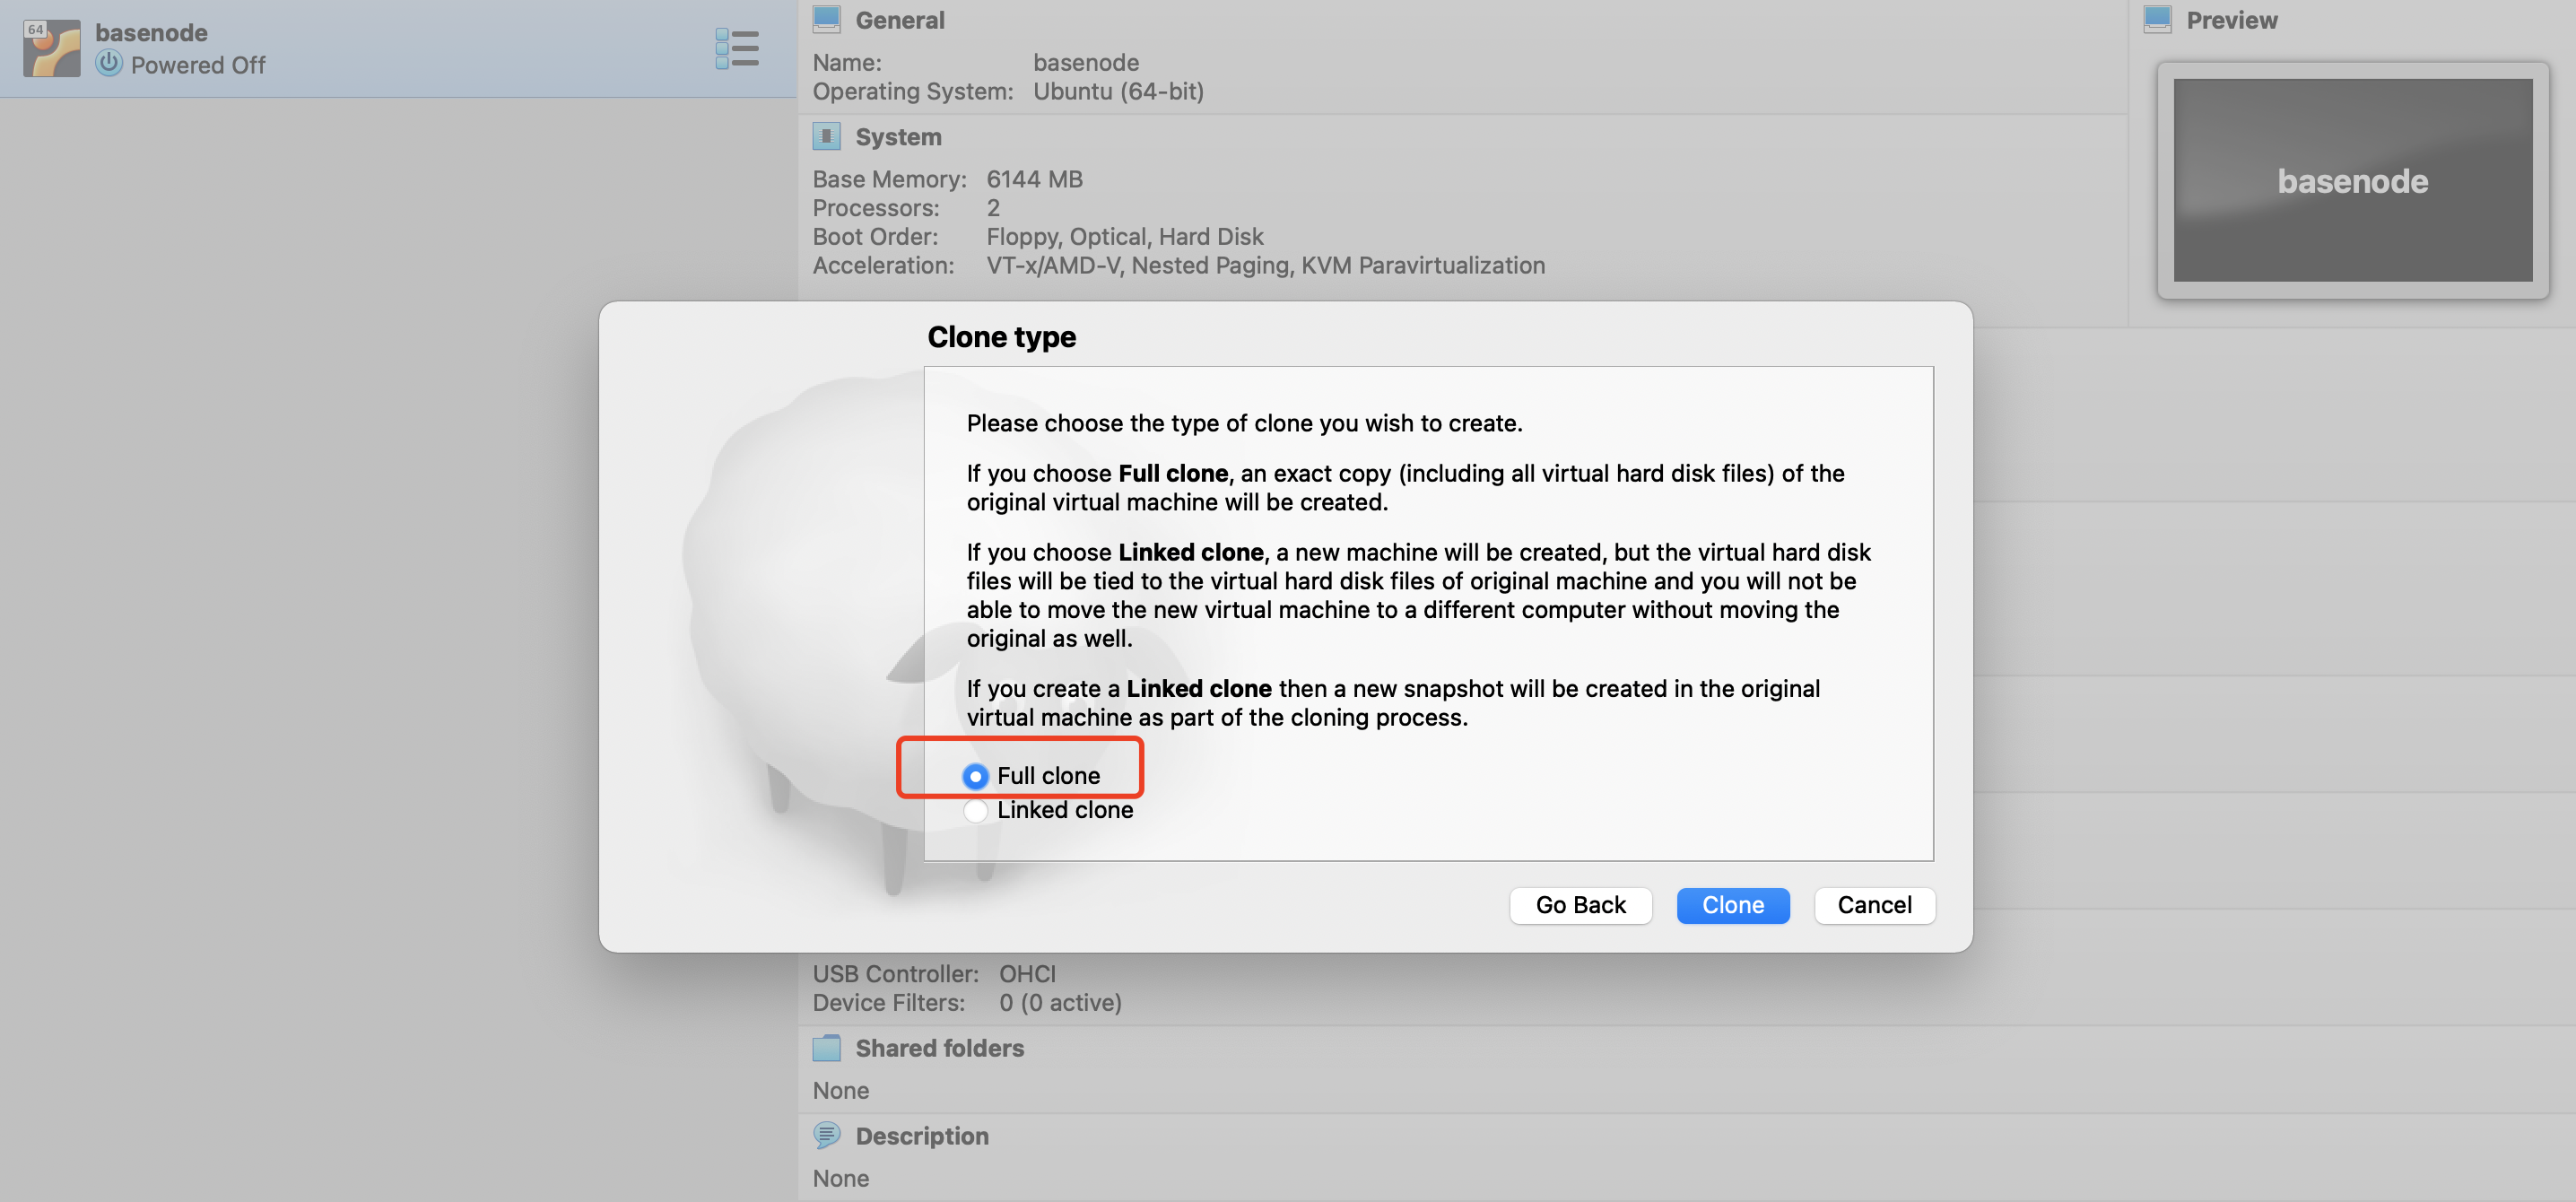 64
basenode
Powered Off
General
Name: basenode
Operating System: Ubuntu (64-bit)
System
Base Memory: 6144 MB
Processors: 2
Boot Order: Floppy, Optical, Hard Disk
Acceleration: VT-x/AMD-V, Nested Paging, KVM Paravirtualization
Preview
basenode
Clone type
Please choose the type of clone you wish to create.
If you choose Full clone, an exact copy (including all virtual hard disk files) of the
original virtual machine will be created.
If you choose Linked clone, a new machine will be created, but the virtual hard disk
files will be tied to the virtual hard disk files of original machine and you will not be
able to move the new virtual machine to a different computer without moving the
original as well.
If you create a Linked clone then a new snapshot will be created in the original
virtual machine as part of the cloning process.
Full clone
Linked clone
Go Back Clone Cancel
USB Controller: OHCI
Device Filters: 0 (0 active)
Shared folders
None
Description
None